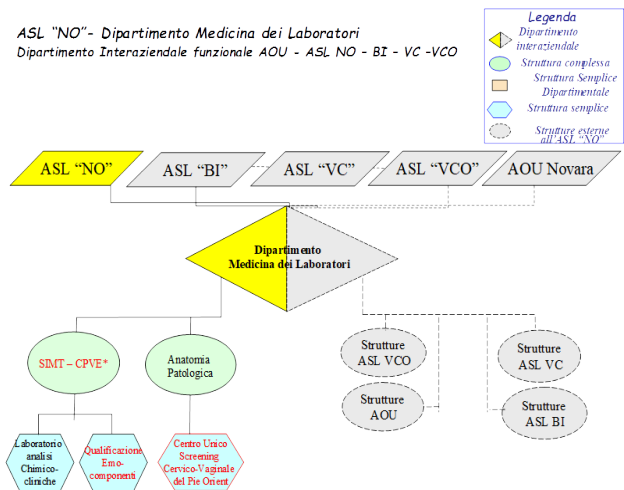 ASL “NO”- Dipartimento Medicina dei Laboratori
Dipartimento Interaziendale funzionale AOU - ASL NO - BI - VC -VCO
Legenda
Dipartimento
interaziendale
Struttura complessa
Struttura Semplice
Dipartimentale
Struttura semplice
Strutture esterne
all’ASL “NO”
ASL “NO”
ASL “BI”
ASL “VC”
ASL “VCO”
AOU Novara
Dipartimento
Medicina dei Laboratori
SIMT – CPVE*
Anatomia
Patologica
Strutture
ASL VCO
Strutture
ASL VC
Strutture
AOU
Strutture
ASL BI
Laboratorio
analisi
Chimico-
cliniche
Qualificazione
Emo-
componenti
Centro Unico
Screening
Cervico-Vaginale
del Pie Orient